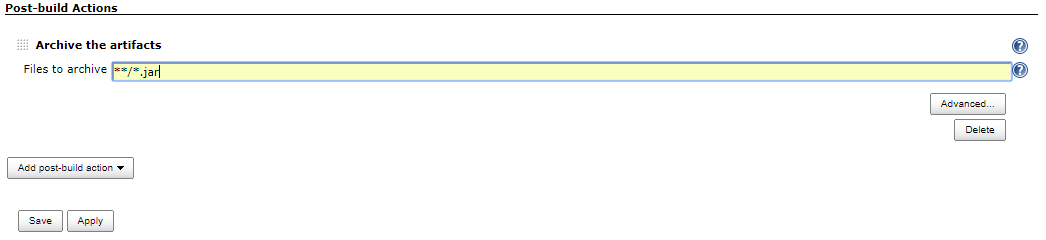 Post-build Actions
Archive the artifacts
?
Files to archive **/*.jar
?
Advanced...
Delete
Add post-build action
Save Apply